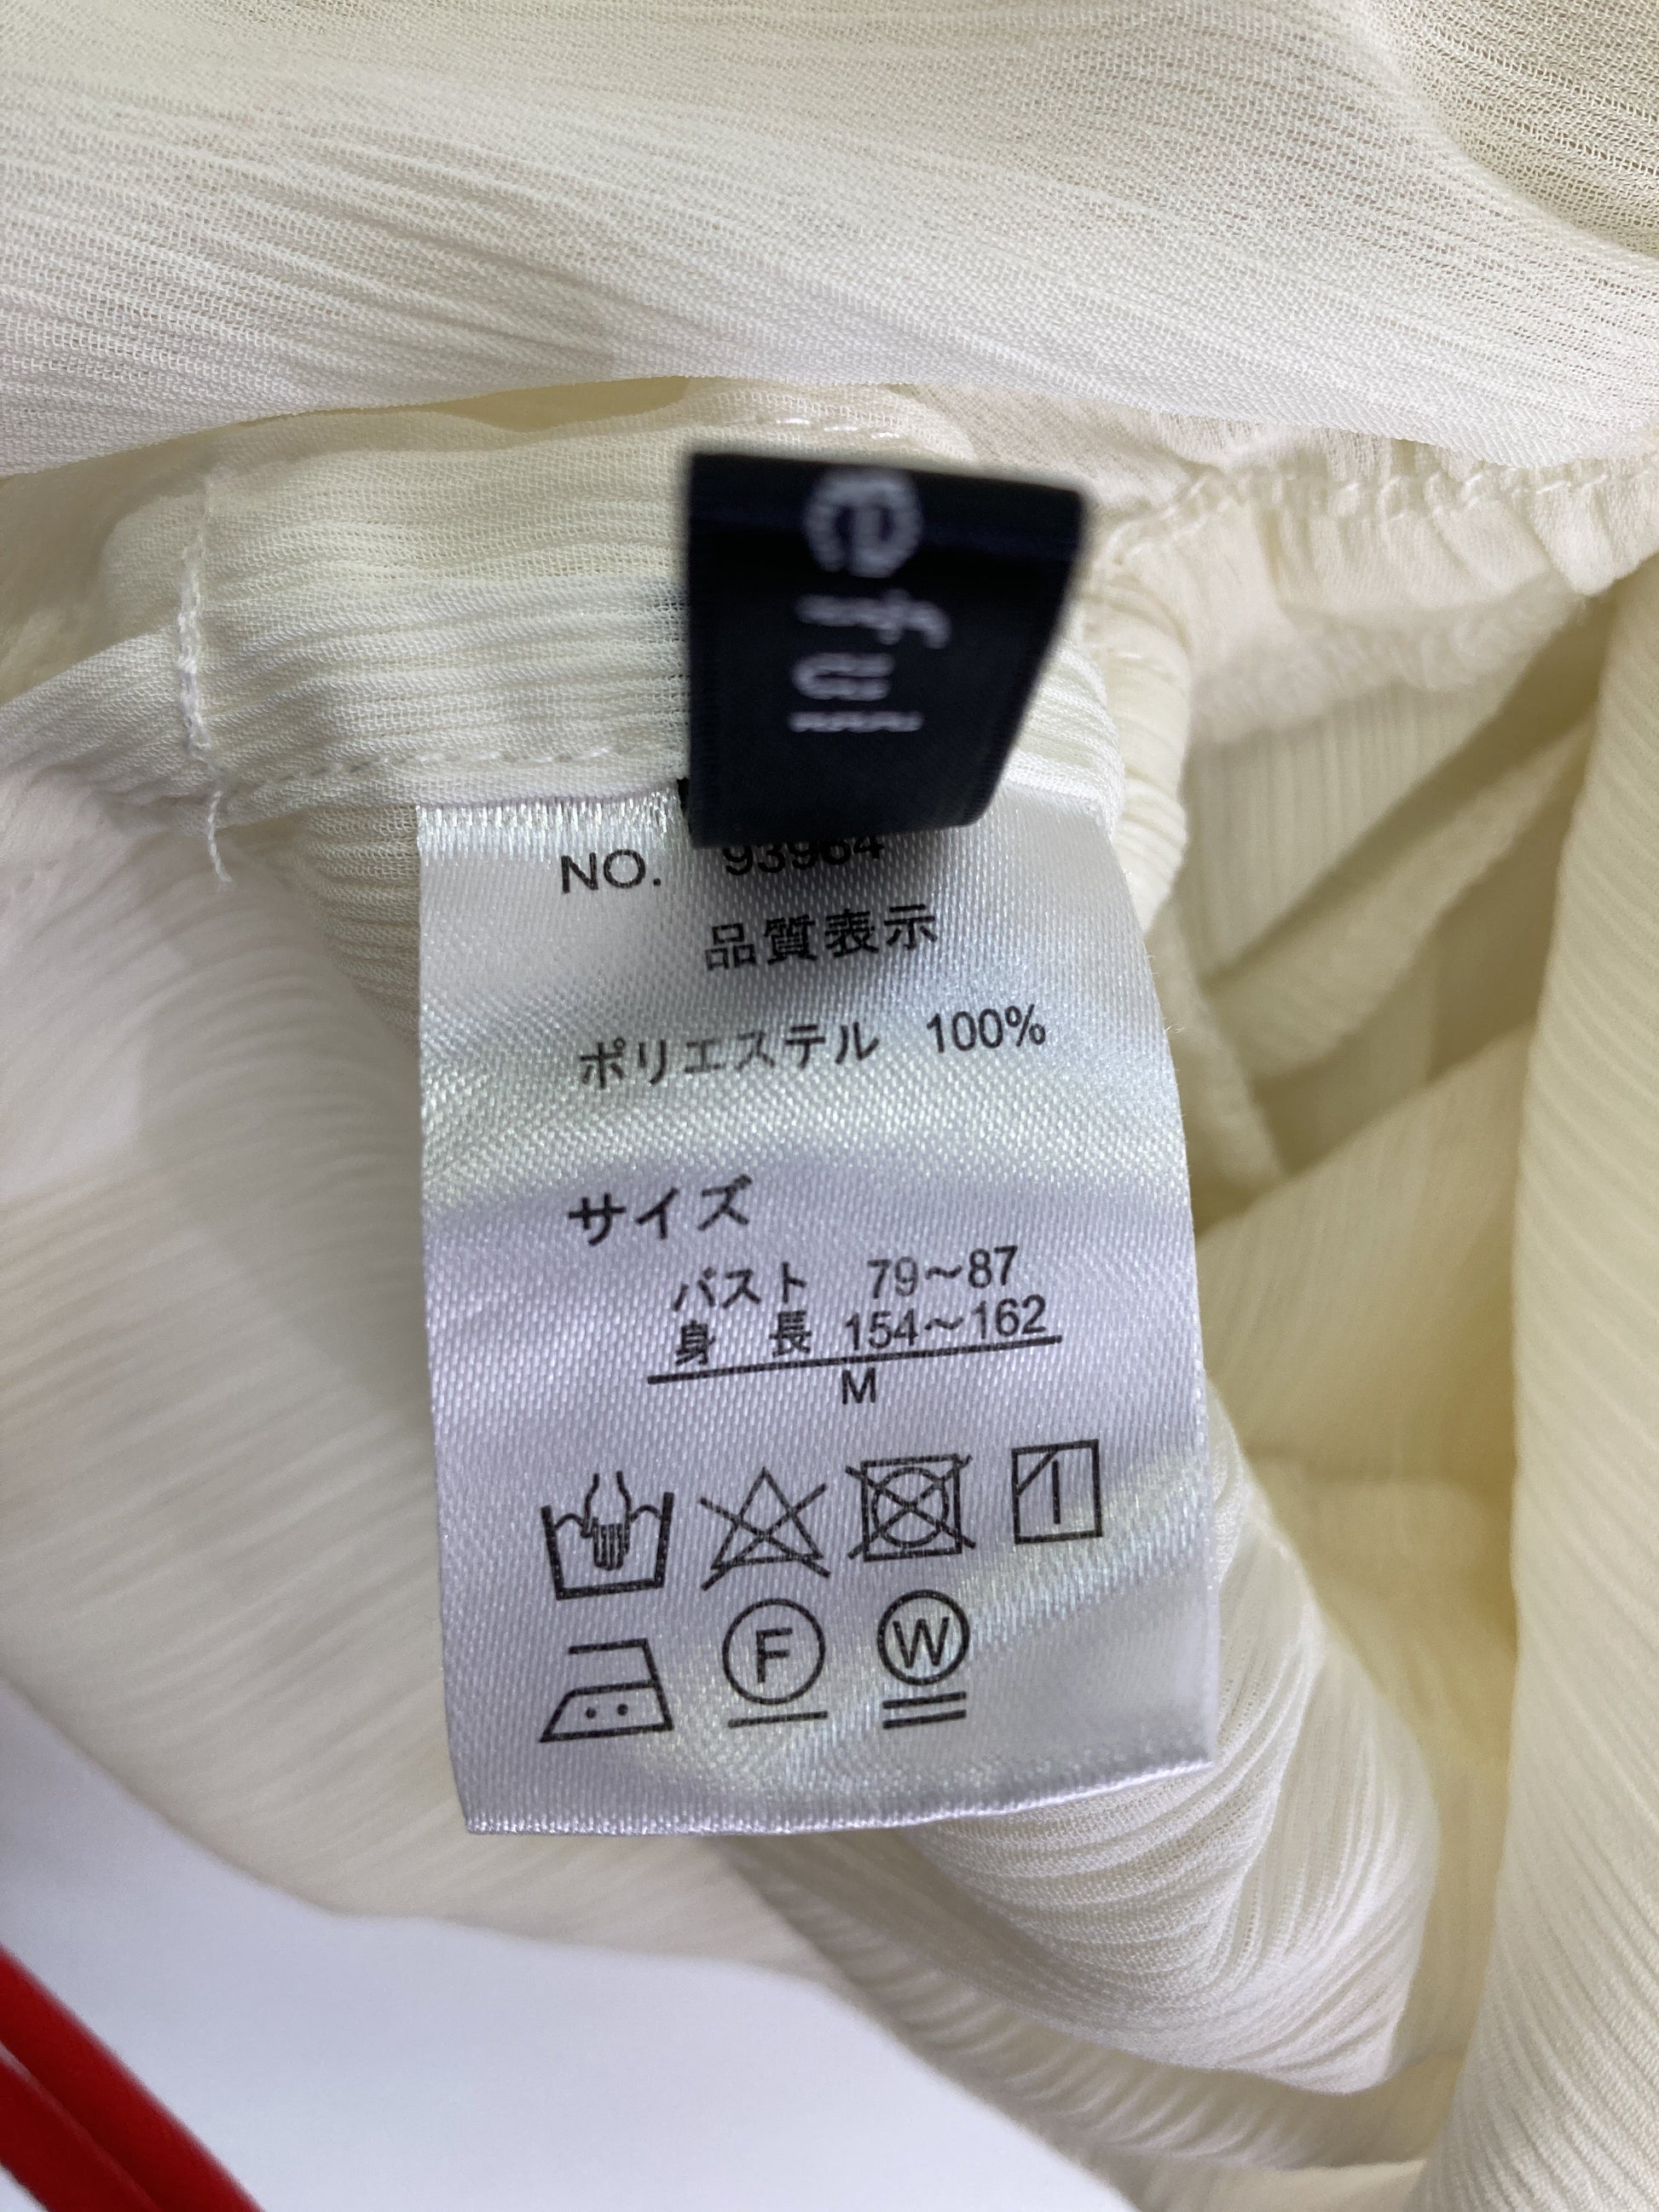 eful
NO. 93964
品質表示
ポリエステル 100%
サイズ
バスト 79～87
身 長 154～162
M
F
W